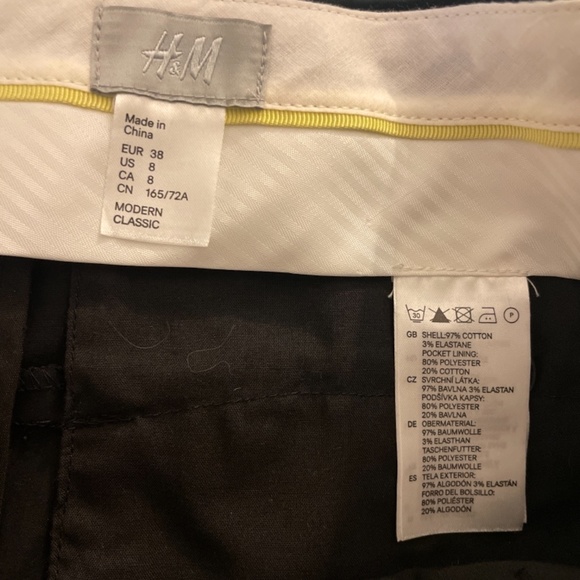 H&M
Made in
China
EUR 38
US 8
CA 8
CN 165/72A
MODERN
CLASSIC
30 P
GB SHELL:97% COTTON
3% ELASTANE
POCKET LINING:
80% POLYESTER
20% COTTON
CZ SVRCHNÍ LÁTKA:
97% BAVLNA 3% ELASTAN
PODŠÍVKA KAPSY:
80% POLYESTER
20% BAVLNA
DE OBERMATERIAL:
97% BAUMWOLLE
3% ELASTHAN
TASCHENFUTTER:
80% POLYESTER
20% BAUMWOLLE
ES TELA EXTERIOR:
97% ALGODÓN 3% ELASTÁN
FORRO DEL BOLSILLO:
80% POLIÉSTER
20% ALGODÓN